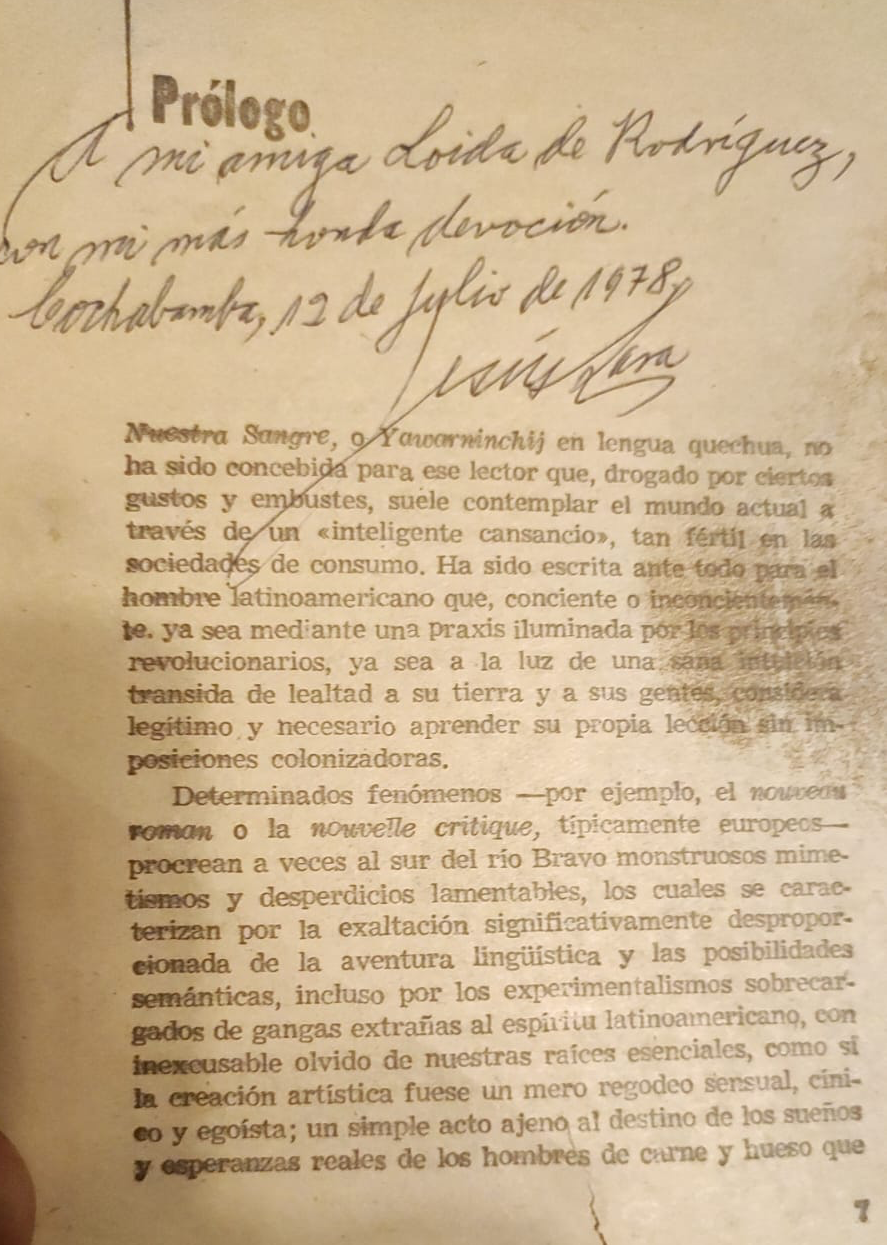 Prólogo
A mi amiga Loida de Rodríguez,
con mi más honda devoción.
Cochabamba, 12 de Julio de 1978,
Jesús Lara
Nuestra Sangre, o Yawarninchij en lengua quechua, no
ha sido concebida para ese lector que, drogado por ciertos
gustos y embustes, suele contemplar el mundo actual a
través de un «inteligente cansancio», tan fértil en las
sociedades de consumo. Ha sido escrita ante todo para el
hombre latinoamericano que, conciente o inconcientemen-
te. ya sea mediante una praxis iluminada por los principios
revolucionarios, ya sea a la luz de una sana intuición
transida de lealtad a su tierra y a sus gentes, considera
legítimo y necesario aprender su propia lección sin im-
posiciones colonizadoras.
Determinados fenómenos —por ejemplo, el nouveau
roman o la nouvelle critique, típicamente europeos—
procrean a veces al sur del río Bravo monstruosos mime-
tismos y desperdicios lamentables, los cuales se carac-
terizan por la exaltación significativamente despropor-
cionada de la aventura lingüística y las posibilidades
semánticas, incluso por los experimentalismos sobrecar-
gados de gangas extrañas al espíritu latinoamericano, con
inexcusable olvido de nuestras raíces esenciales, como si
la creación artística fuese un mero regodeo sensual, cíni-
co y egoísta; un simple acto ajeno al destino de los sueños
y esperanzas reales de los hombres de carne y hueso que
7